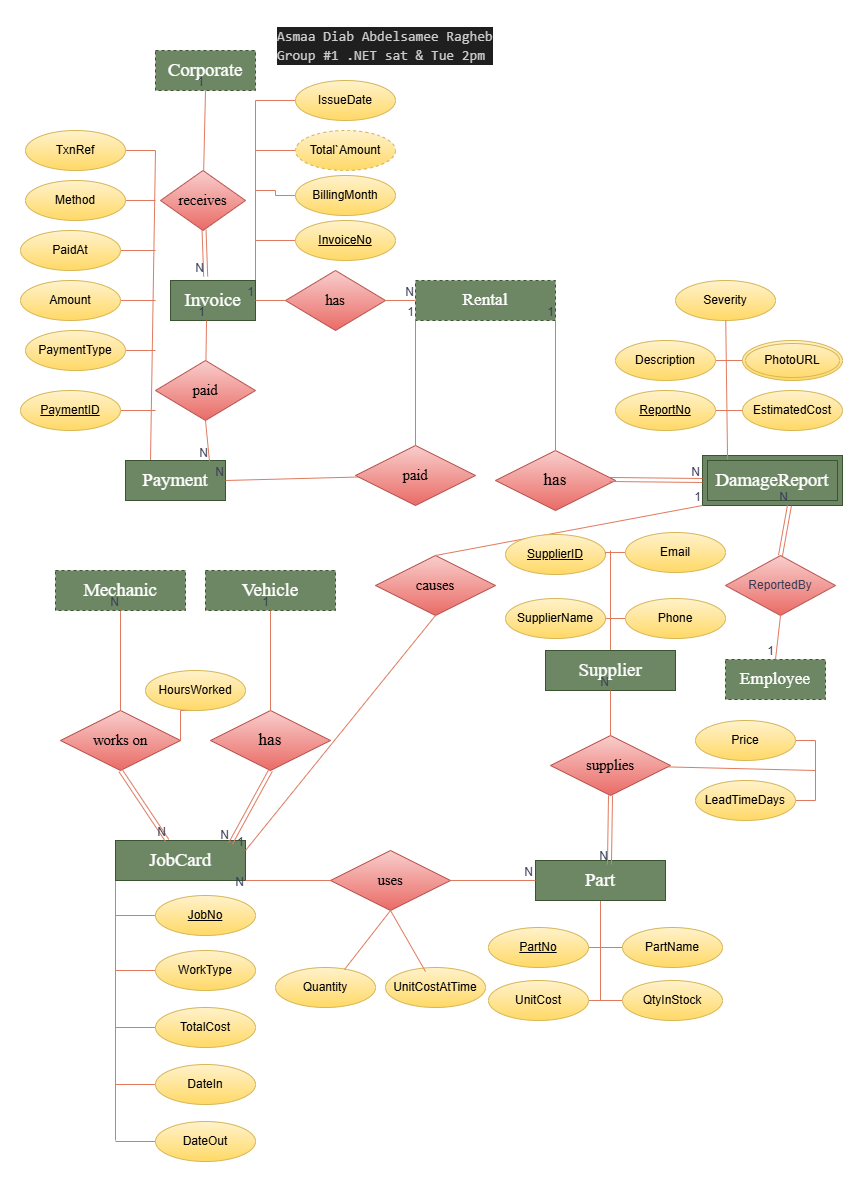 Asmaa Diab Abdelsamee Ragheb
Group #1 .NET sat & Tue 2pm
Corporate
1
IssueDate
TxnRef
Total`Amount
Method
receives
BillingMonth
PaidAt
InvoiceNo
N
Amount
Invoice
1
1
has
N
Rental
1
1
Severity
PaymentType
Description
PhotoURL
PaymentID
paid
ReportNo
EstimatedCost
N
Payment
N
paid
has
N
DamageReport
1
N
SupplierID
Email
Mechanic
N
Vehicle
1
causes
ReportedBy
SupplierName
Phone
1
Supplier
N
Employee
HoursWorked
works on
has
supplies
Price
LeadTimeDays
N
N
1
JobCard
N
N
N
uses
Part
JobNo
PartNo
PartName
WorkType
Quantity
UnitCostAtTime
UnitCost
QtyInStock
TotalCost
DateIn
DateOut